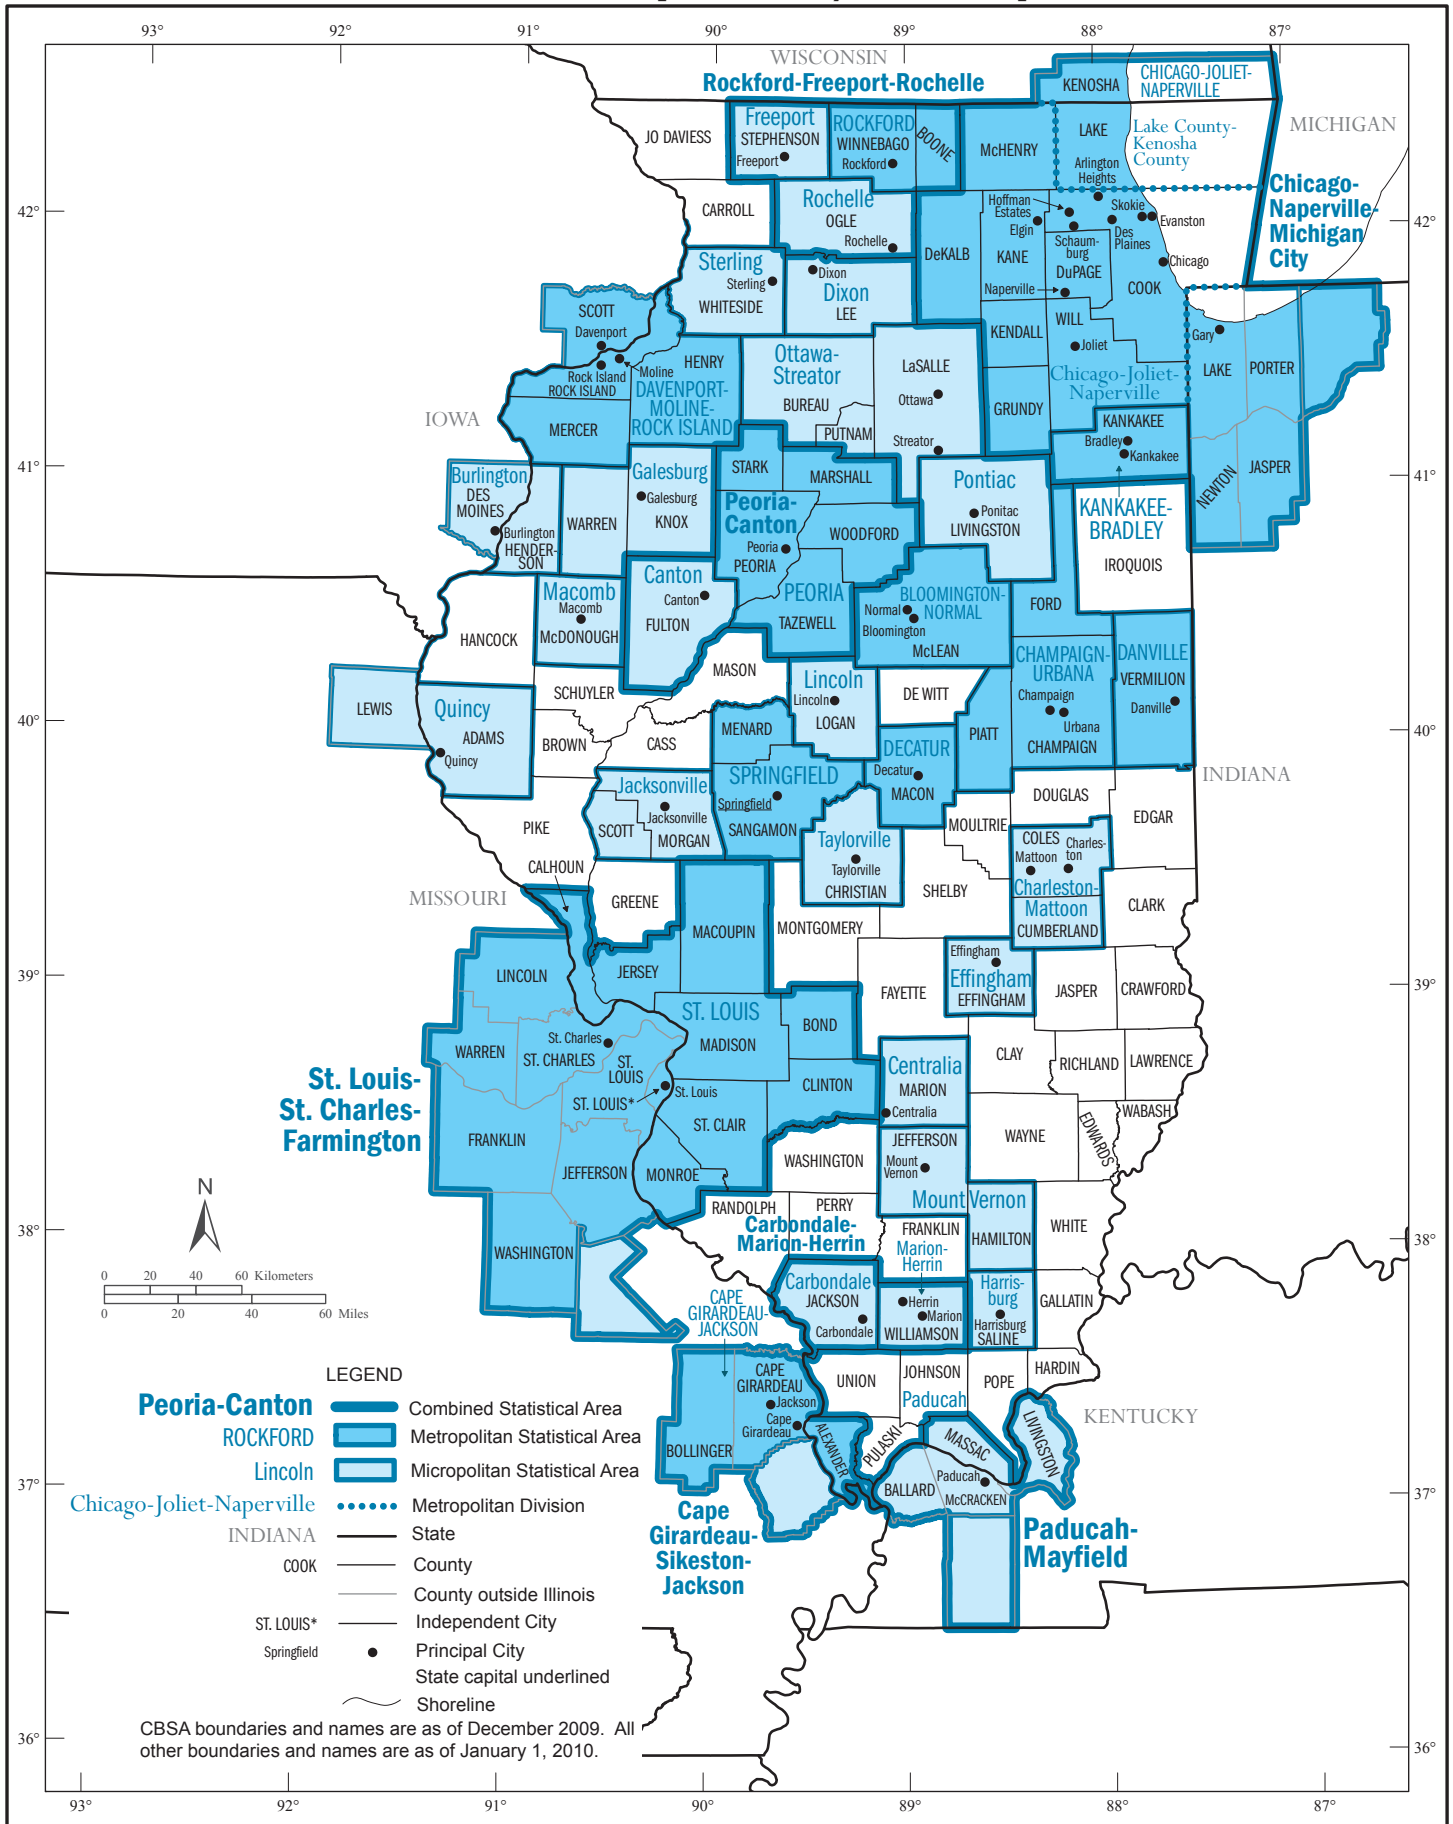 93°
92°
91°
90°
89°
88°
87°
WISCONSIN
Rockford-Freeport-Rochelle
KENOSHA
CHICAGO-JOLIET-
NAPERVILLE
JO DAVIESS
Freeport
STEPHENSON
Freeport
ROCKFORD
WINNEBAGO
Rockford
BOONE
McHENRY
LAKE
Lake County-
Kenosha
County
MICHIGAN
Arlington
Heights
42°
CARROLL
Rochelle
OGLE
Rochelle
Hoffman
Estates
Elgin
Skokie
Evanston
Des
Plaines
Schaum-
burg
Chicago-
Naperville-
Michigan
City
42°
DeKALB
KANE
DuPAGE
Chicago
COOK
Naperville
Sterling
Sterling
WHITESIDE
Dixon
Dixon
LEE
SCOTT
Davenport
Rock Island
ROCK ISLAND
Moline
HENRY
DAVENPORT-
MOLINE-
ROCK ISLAND
MERCER
IOWA
Ottawa-
Streator
BUREAU
PUTNAM
LaSALLE
Ottawa
Streator
KENDALL
WILL
Joliet
Chicago-Joliet-
Naperville
GRUNDY
Gary
LAKE
PORTER
KANKAKEE
Bradley
Kankakee
KANKAKEE-
BRADLEY
NEWTON
JASPER
IROQUOIS
41°
41°
Burlington
DES
MOINES
Burlington
HENDER-
SON
WARREN
Galesburg
Galesburg
KNOX
STARK
MARSHALL
Peoria-
Canton
Peoria
PEORIA
WOODFORD
PEORIA
TAZEWELL
Pontiac
Ponitac
LIVINGSTON
Macomb
Macomb
McDONOUGH
Canton
Canton
FULTON
HANCOCK
BLOOMINGTON-
NORMAL
Normal
Bloomington
McLEAN
FORD
CHAMPAIGN-
URBANA
Champaign
Urbana
CHAMPAIGN
DANVILLE
VERMILION
Danville
MASON
SCHUYLER
Lincoln
Lincoln
LOGAN
DE WITT
PIATT
40°
40°
LEWIS
Quincy
ADAMS
Quincy
BROWN
CASS
MENARD
SPRINGFIELD
Springfield
SANGAMON
DECATUR
Decatur
MACON
INDIANA
Jacksonville
Jacksonville
SCOTT
MORGAN
DOUGLAS
EDGAR
MOULTRIE
PIKE
Taylorville
Taylorville
CHRISTIAN
COLES
Mattoon
Charles-
ton
Charleston-
Mattoon
CUMBERLAND
CALHOUN
MISSOURI
GREENE
MACOUPIN
MONTGOMERY
SHELBY
CLARK
39°
39°
LINCOLN
JERSEY
Effingham
Effingham
EFFINGHAM
FAYETTE
JASPER
CRAWFORD
ST. LOUIS
MADISON
BOND
CLINTON
WARREN
St. Charles
ST. CHARLES
ST.
LOUIS
ST. LOUIS*
St. Louis
ST. CLAIR
Centralia
MARION
Centralia
CLAY
RICHLAND
LAWRENCE
St. Louis-
St. Charles-
Farmington
FRANKLIN
JEFFERSON
MONROE
WASHINGTON
JEFFERSON
Mount
Vernon
Mount Vernon
WAYNE
EDWARDS
WABASH
HAMILTON
WHITE
N
38°
38°
RANDOLPH
PERRY
FRANKLIN
Carbondale-
Marion-Herrin
Marion-
Herrin
WASHINGTON
0 20 40 60 Kilometers
0 20 40 60 Miles
Carbondale
JACKSON
Carbondale
Herrin
Marion
WILLIAMSON
Harris-
burg
Harrisburg
SALINE
GALLATIN
CAPE
GIRARDEAU-
JACKSON
CAPE
GIRARDEAU
Jackson
Cape
Girardeau
BOLLINGER
UNION
JOHNSON
POPE
HARDIN
Paducah
ALEXANDER
PULASKI
MASSAC
LIVINGSTON
KENTUCKY
BALLARD
Paducah
McCRACKEN
Paducah-
Mayfield
Cape
Girardeau-
Sikeston-
Jackson
37°
37°
LEGEND
Peoria-Canton Combined Statistical Area
ROCKFORD Metropolitan Statistical Area
Lincoln Micropolitan Statistical Area
Chicago-Joliet-Naperville Metropolitan Division
INDIANA State
COOK County
County outside Illinois
ST. LOUIS* Independent City
Springfield Principal City
State capital underlined
Shoreline
CBSA boundaries and names are as of December 2009. All
other boundaries and names are as of January 1, 2010.
36°
36°
93°
92°
91°
90°
89°
88°
87°